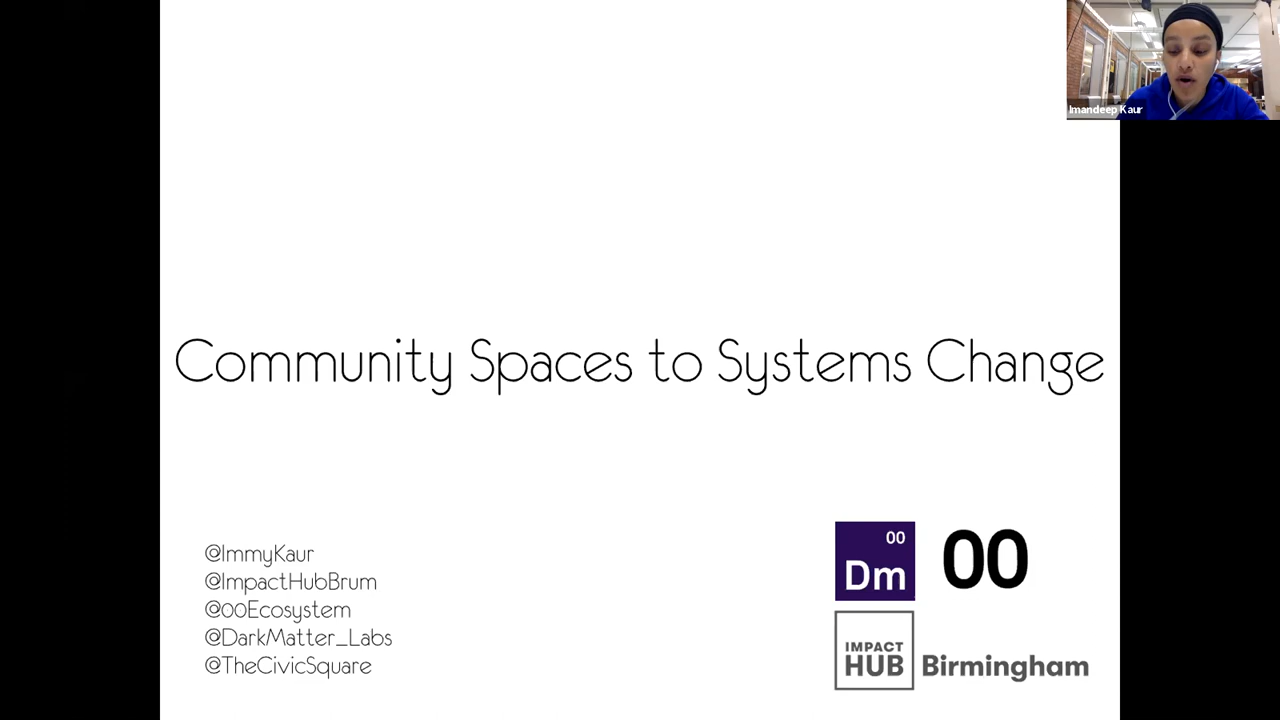 Imandeep Kaur
Community Spaces to Systems Change
@ImmyKaur
@ImpactHubBrum
@00Ecosystem
@DarkMatter_Labs
@TheCivicSquare
00
Dm
00
IMPACT
HUB
Birmingham